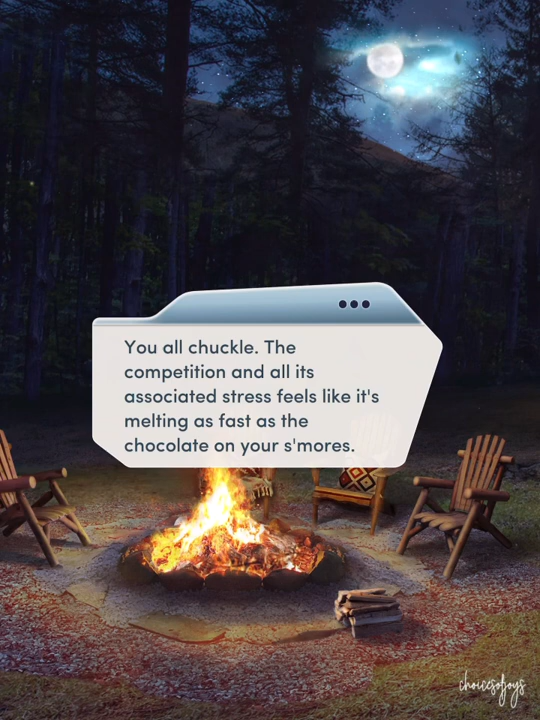 You all chuckle. The
competition and all its
associated stress feels like it's
melting as fast as the
chocolate on your s'mores.
choicesofjoys